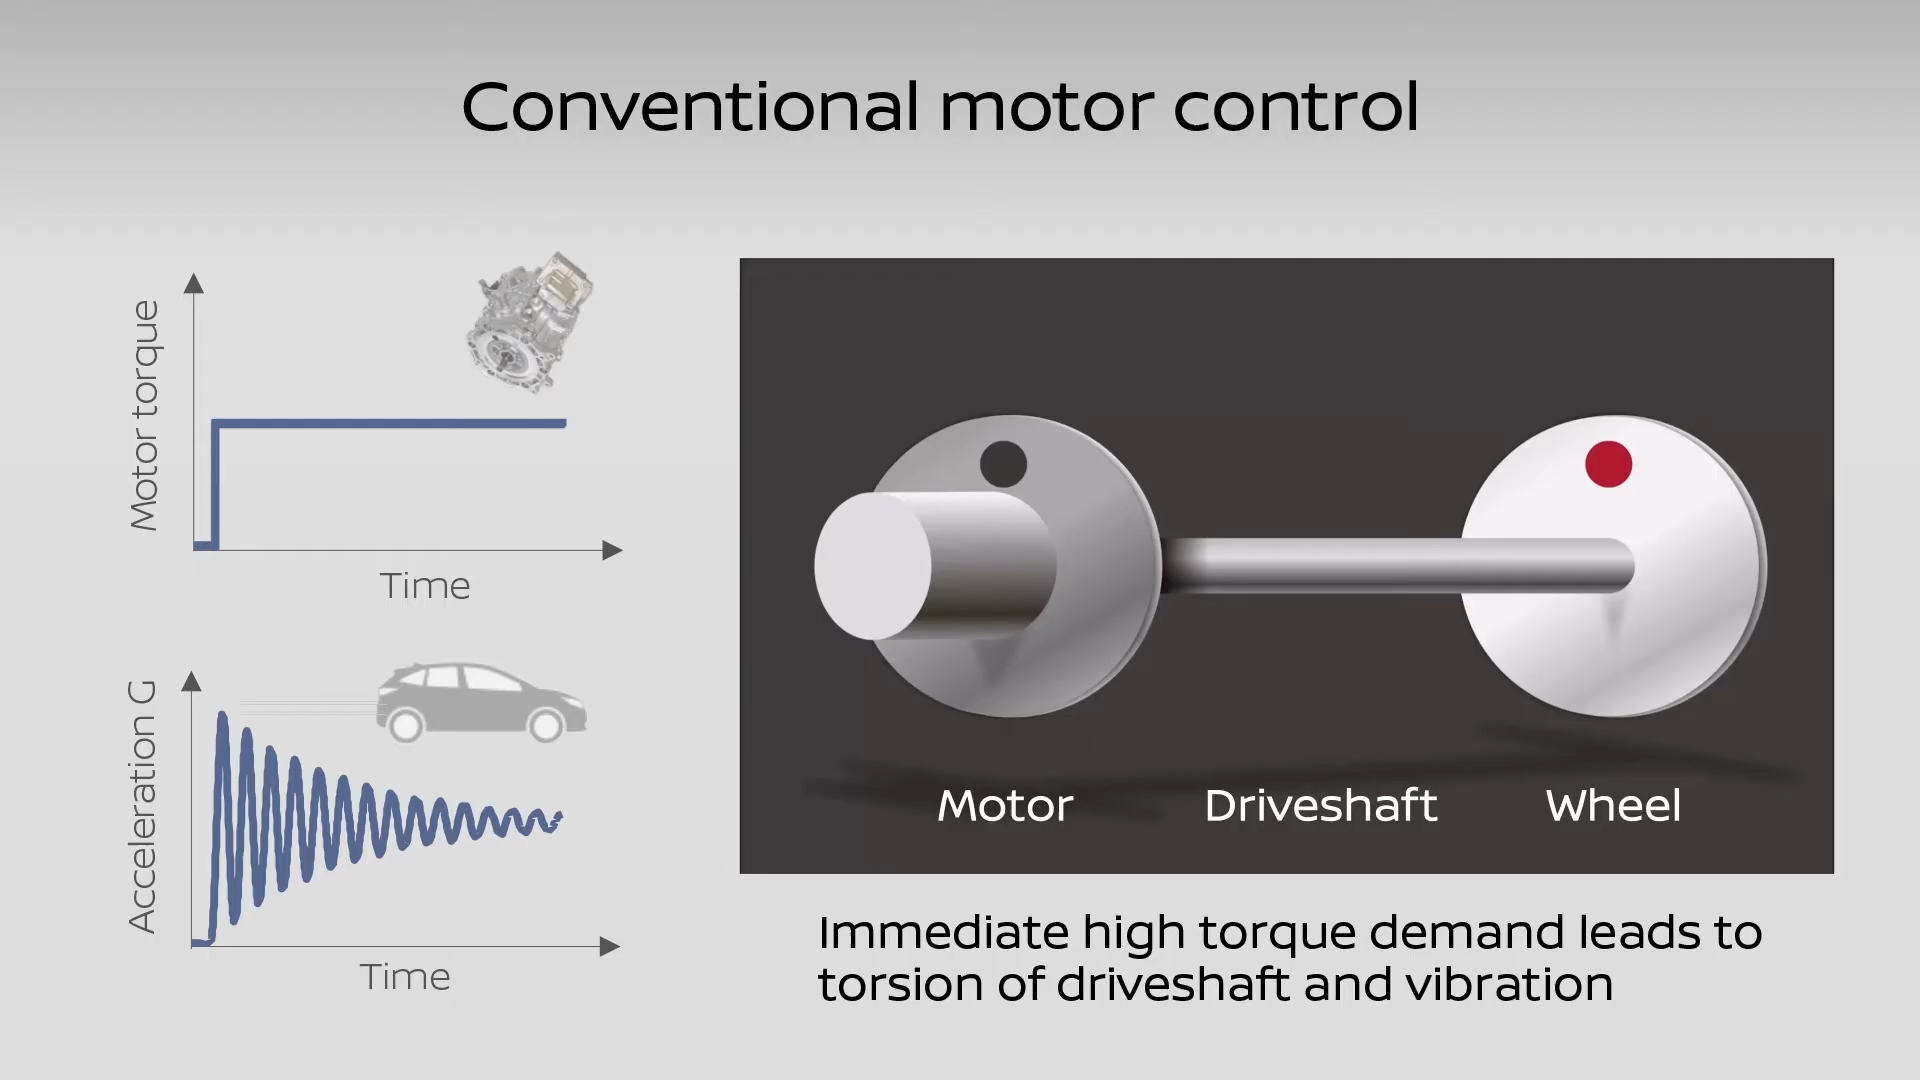 Conventional motor control
Motor torque
Time
Acceleration G
Time
Motor
Driveshaft
Wheel
Immediate high torque demand leads to
torsion of driveshaft and vibration